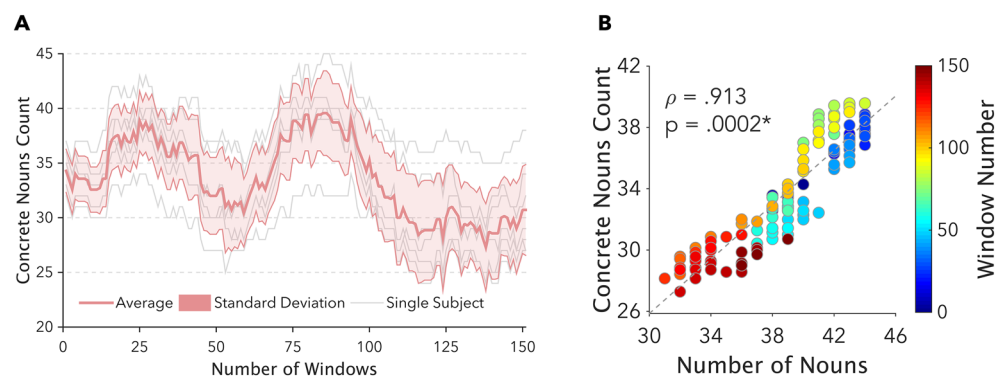 A
Concrete Nouns Count
45
40
35
30
25
20
0 25 50 75 100 125 150
Number of Windows
Average Standard Deviation Single Subject
B
Concrete Nouns Count
42
38
34
30
26
30 34 38 42 46
Number of Nouns
ρ = .913
p = .0002*
150
100
50
0
Window Number